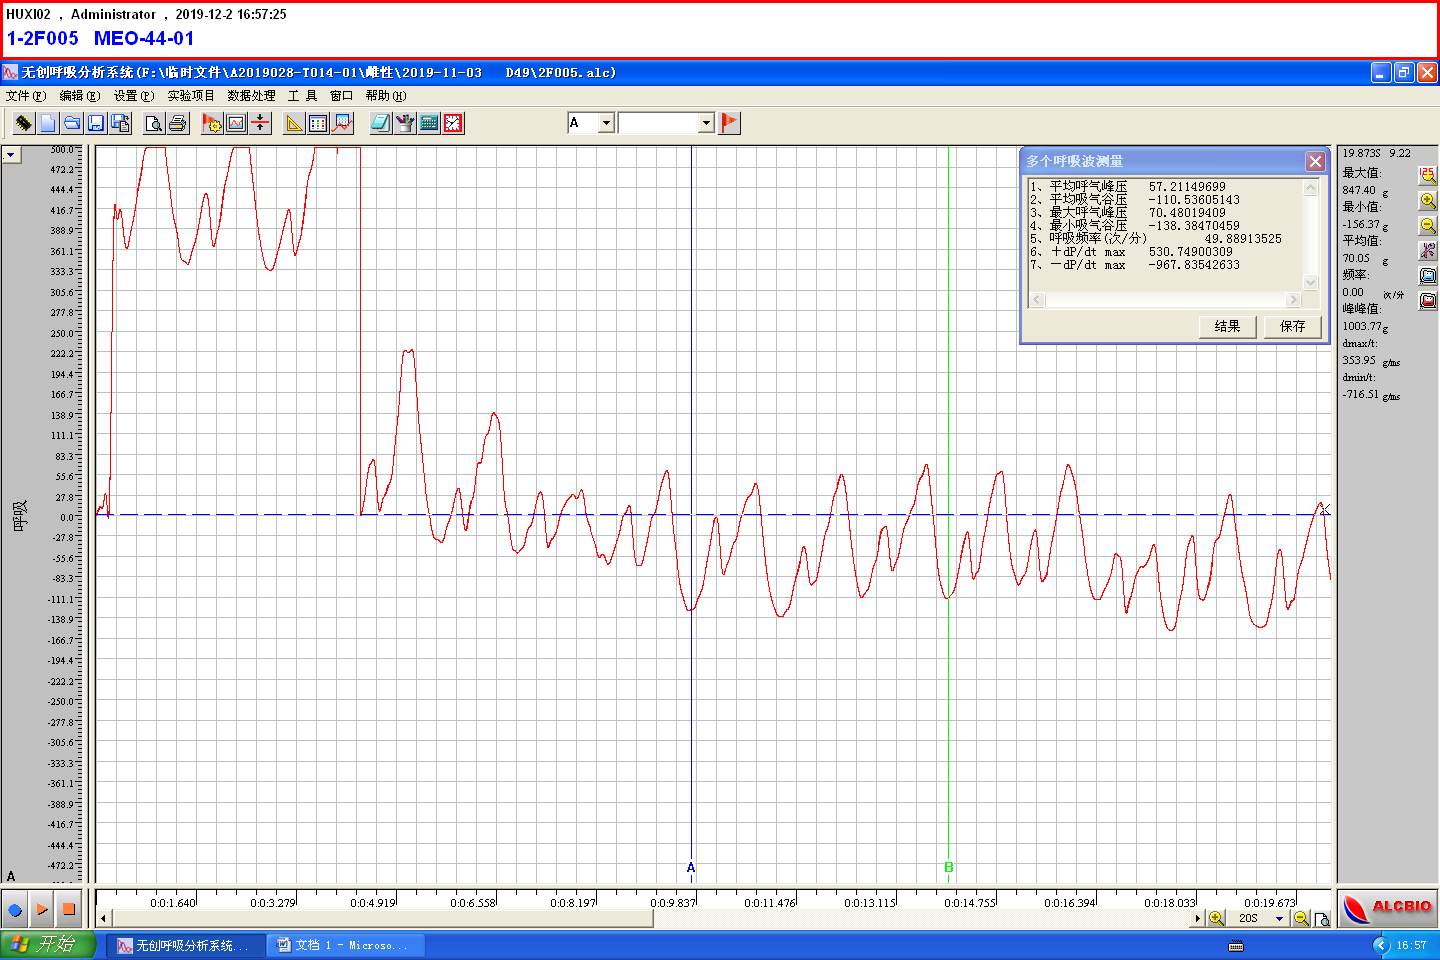 HUXI02 , Administrator , 2019-12-2 16:57:25
1-2F005 MEO-44-01
无创呼吸分析系统(F:\临时文件\A2019028-T014-01\雌性\2019-11-03 D49\2F005.alc)
文件(F) 编辑(E) 设置(P) 实验项目 数据处理 工 具 窗口 帮助(H)
A
500.0
472.2
444.4
416.7
388.9
361.1
333.3
305.6
277.8
250.0
222.2
194.4
166.7
138.9
111.1
83.3
55.6
27.8
0.0
-27.8
-55.6
-83.3
-111.1
-138.9
-166.7
-194.4
-222.2
-250.0
-277.8
-305.6
-333.3
-361.1
-388.9
-416.7
-444.4
-472.2
呼吸
A
A
B
多个呼吸波测量
1、平均呼气峰压 57.21149699
2、平均吸气谷压 -110.53605143
3、最大呼气峰压 70.48019409
4、最小吸气谷压 -138.38470459
5、呼吸频率(次/分) 49.88913525
6、＋dP/dt max 530.74900309
7、－dP/dt max -967.83542633
结果 保存
19.873S 9.22
最大值:
847.40 g
最小值:
-156.37 g
平均值:
70.05 g
频率:
0.00 次/分
峰峰值:
1003.77g
dmax/t:
353.95 g/ms
dmin/t:
-716.51 g/ms
125
0:0:1.640 0:0:3.279 0:0:4.919 0:0:6.558 0:0:8.197 0:0:9.837 0:0:11.476 0:0:13.115 0:0:14.755 0:0:16.394 0:0:18.033 0:0:19.673
20S
ALCBIO
开始 无创呼吸分析系统... 文档 1 - Microso... 16:57